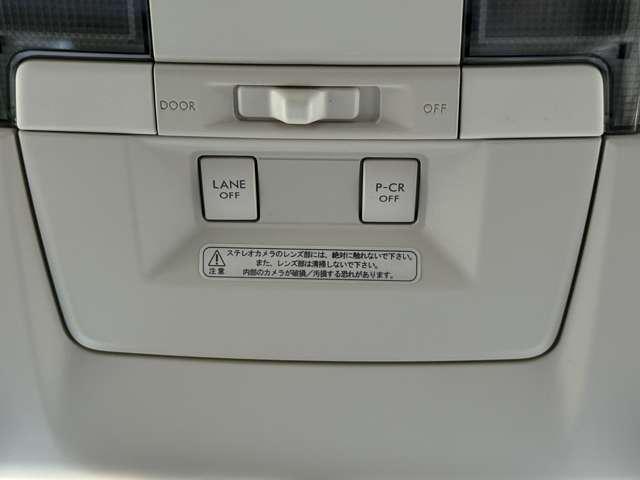 DOOR OFF
LANE
OFF
P-CR
OFF
ステレオカメラのレンズ部には、絶対に触れないで下さい。
また、レンズ部は清掃しないで下さい。
内部のカメラが破損/汚損する恐れがあります。
注意